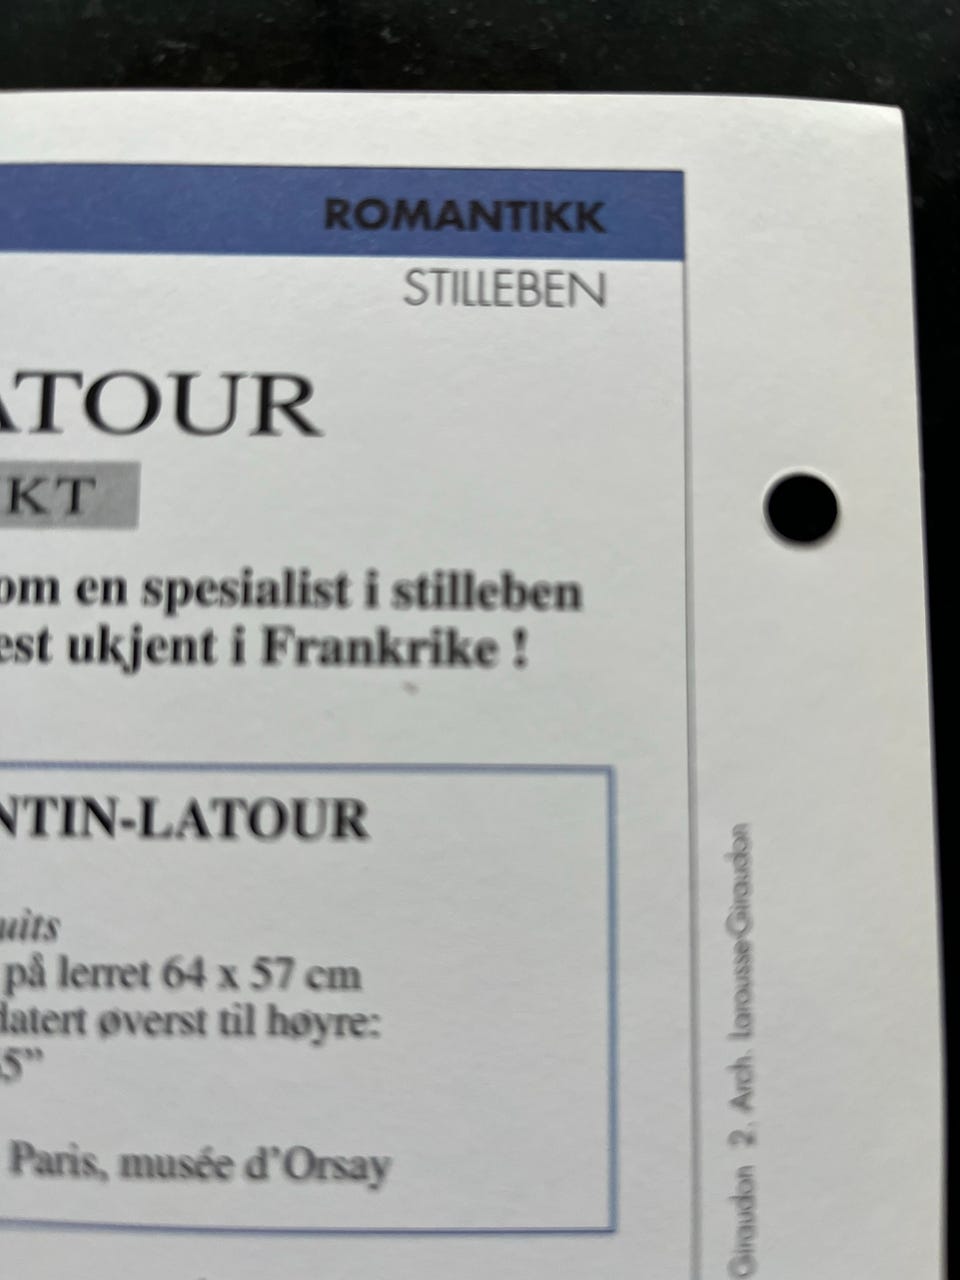 ROMANTIKK
STILLEBEN
ATOUR
KT
om en spesialist i stilleben
est ukjent i Frankrike !
NTIN-LATOUR
uits
på lerret 64 x 57 cm
datert øverst til høyre:
5”
Paris, musée d’Orsay
Giraudon 2. Arch. Larousse-Giraudon